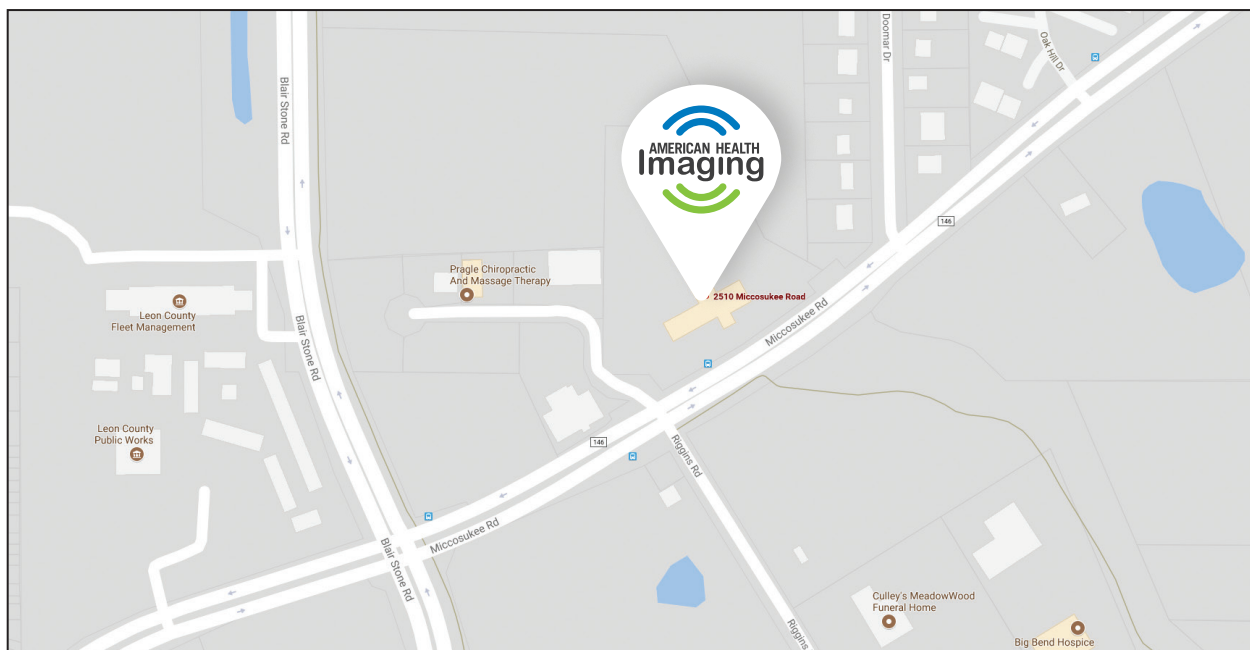 Blair Stone Rd
Doomar Dr
Oak Hill Dr
AMERICAN HEALTH
Imaging
146
Pragle Chiropractic
And Massage Therapy
2510 Miccosukee Road
Leon County
Fleet Management
Miccosukee Rd
Blair Stone Rd
Leon County
Public Works
146
Riggins Rd
Miccosukee Rd
Blair Stone Rd
Culley's MeadowWood
Funeral Home
Riggins
Big Bend Hospice